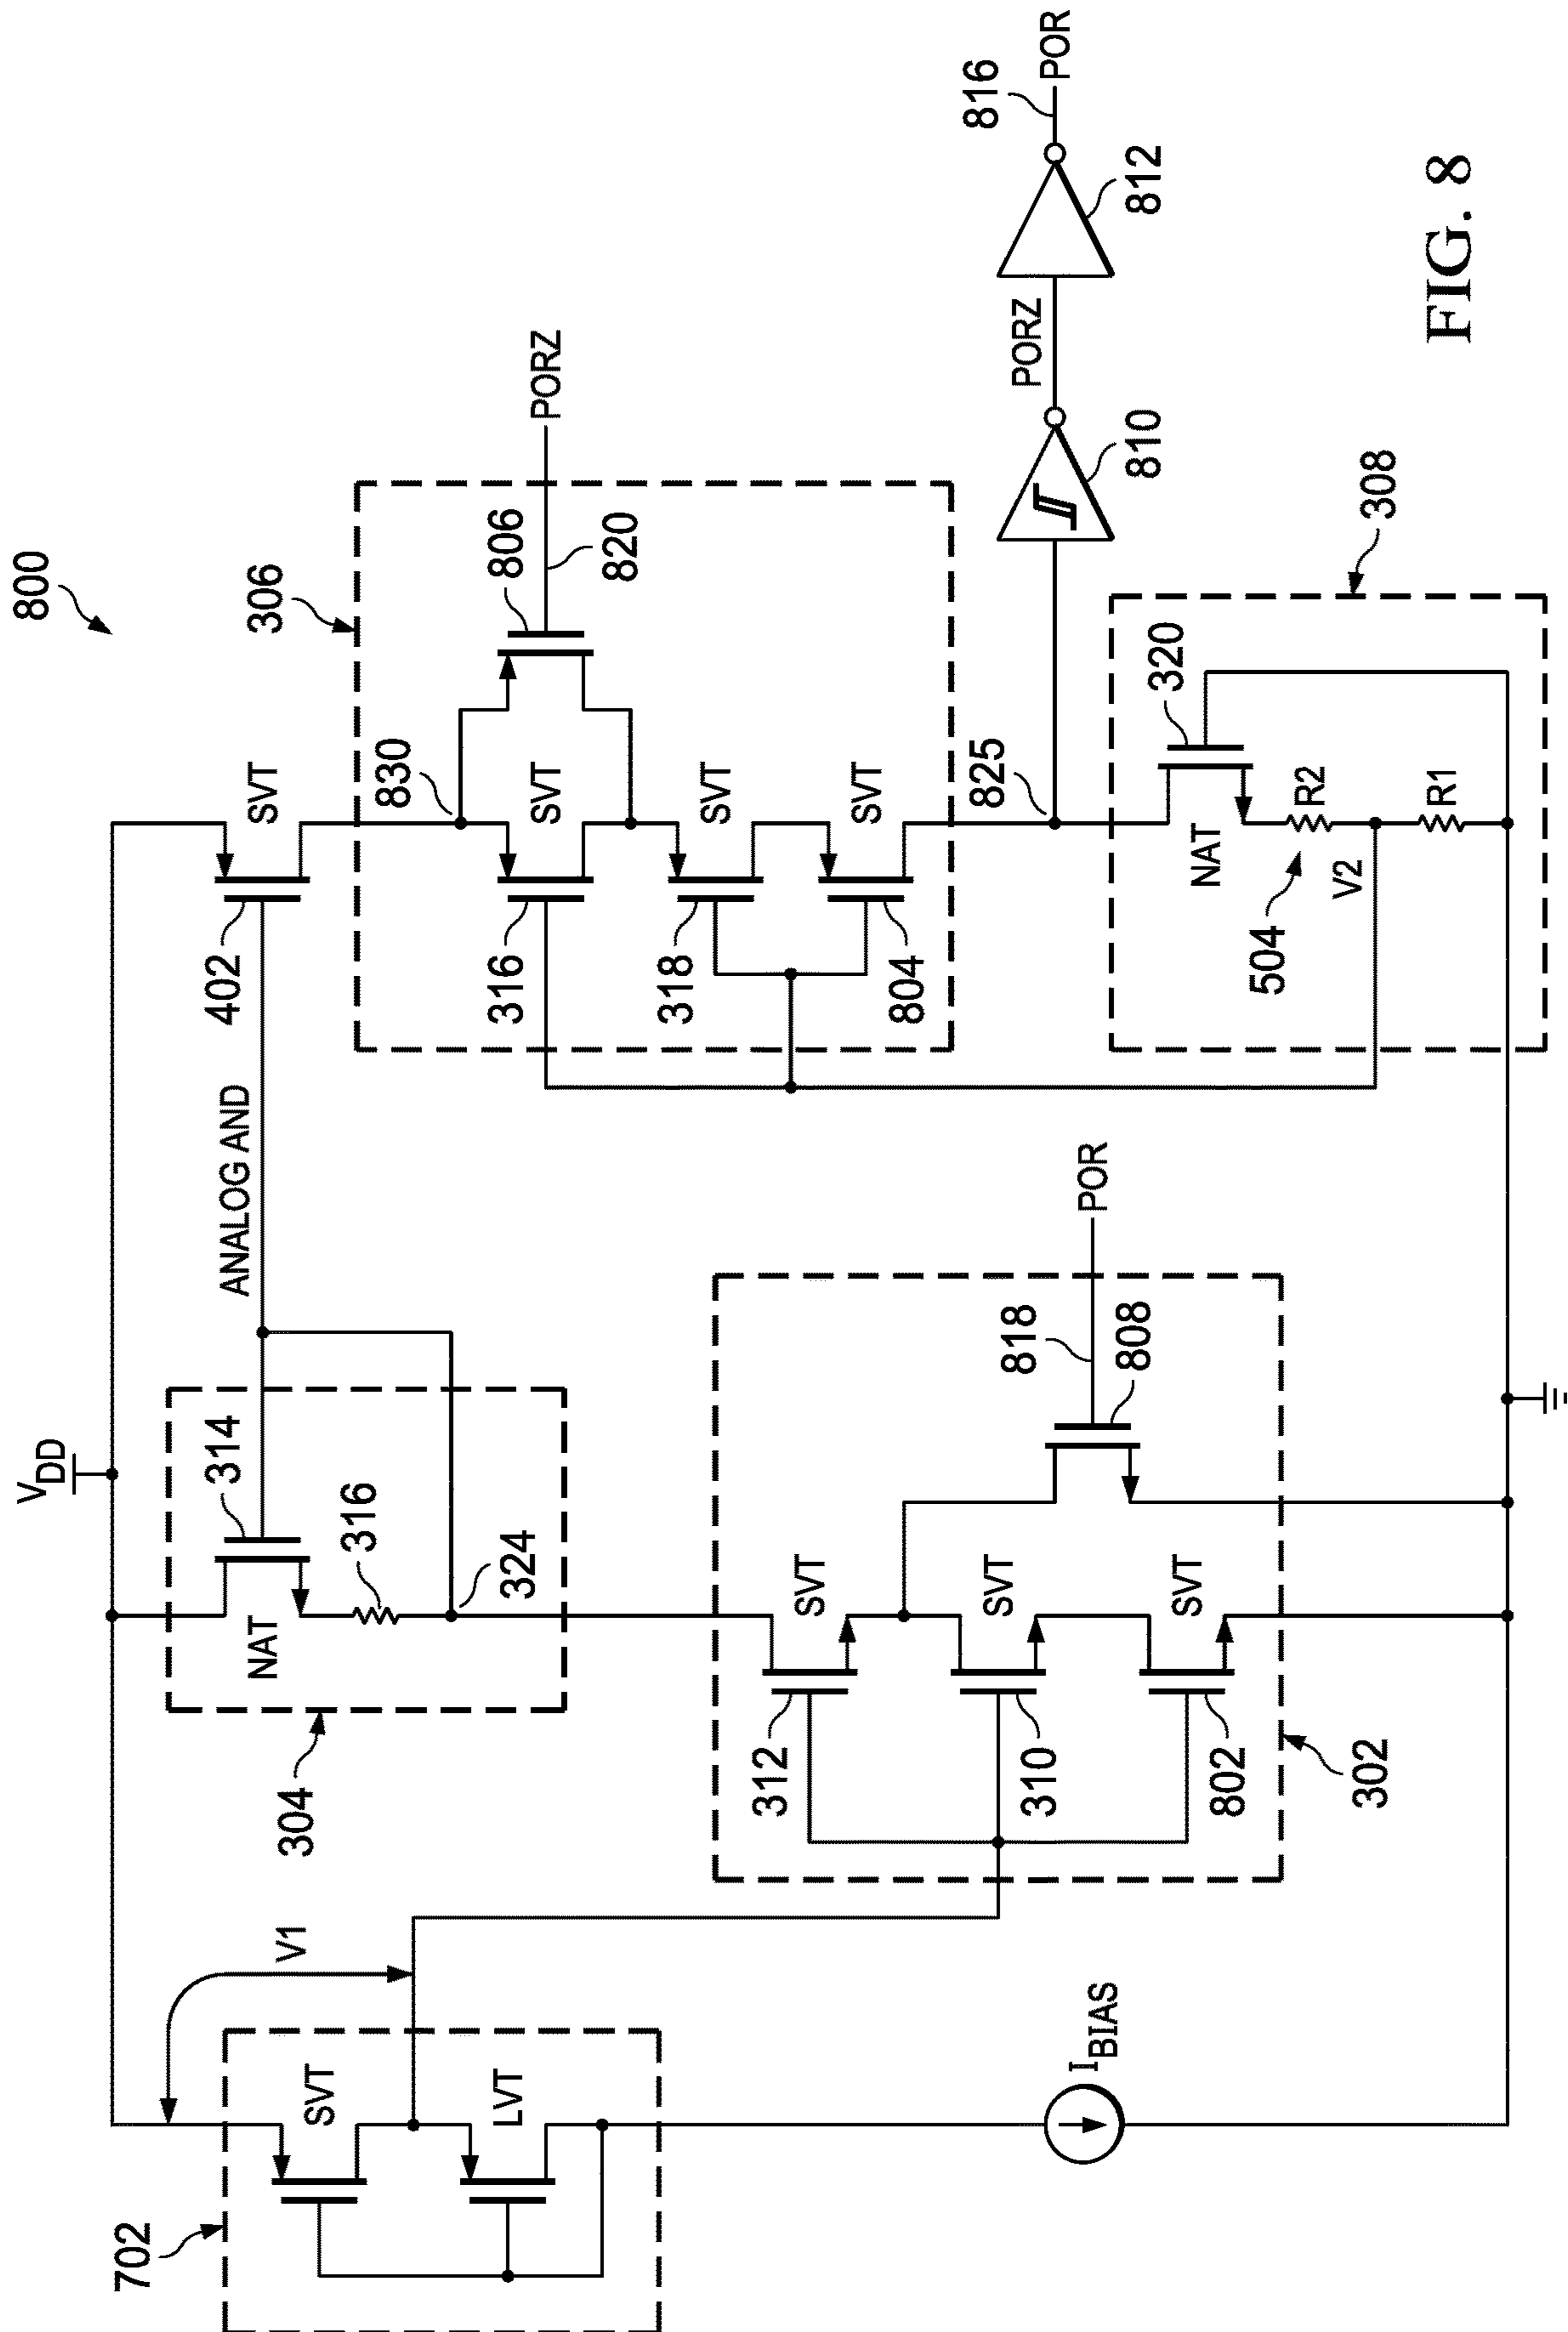 800
V_DD
702
SVT
LVT
V1
304
314
NAT
316
324
ANALOG AND
402
SVT
306
830
316
SVT
806
PORZ
820
318
SVT
804
SVT
825
312
SVT
310
SVT
802
SVT
302
818
808
POR
810
PORZ
812
816
POR
308
320
NAT
504
R2
V2
R1
I_BIAS
FIG. 8